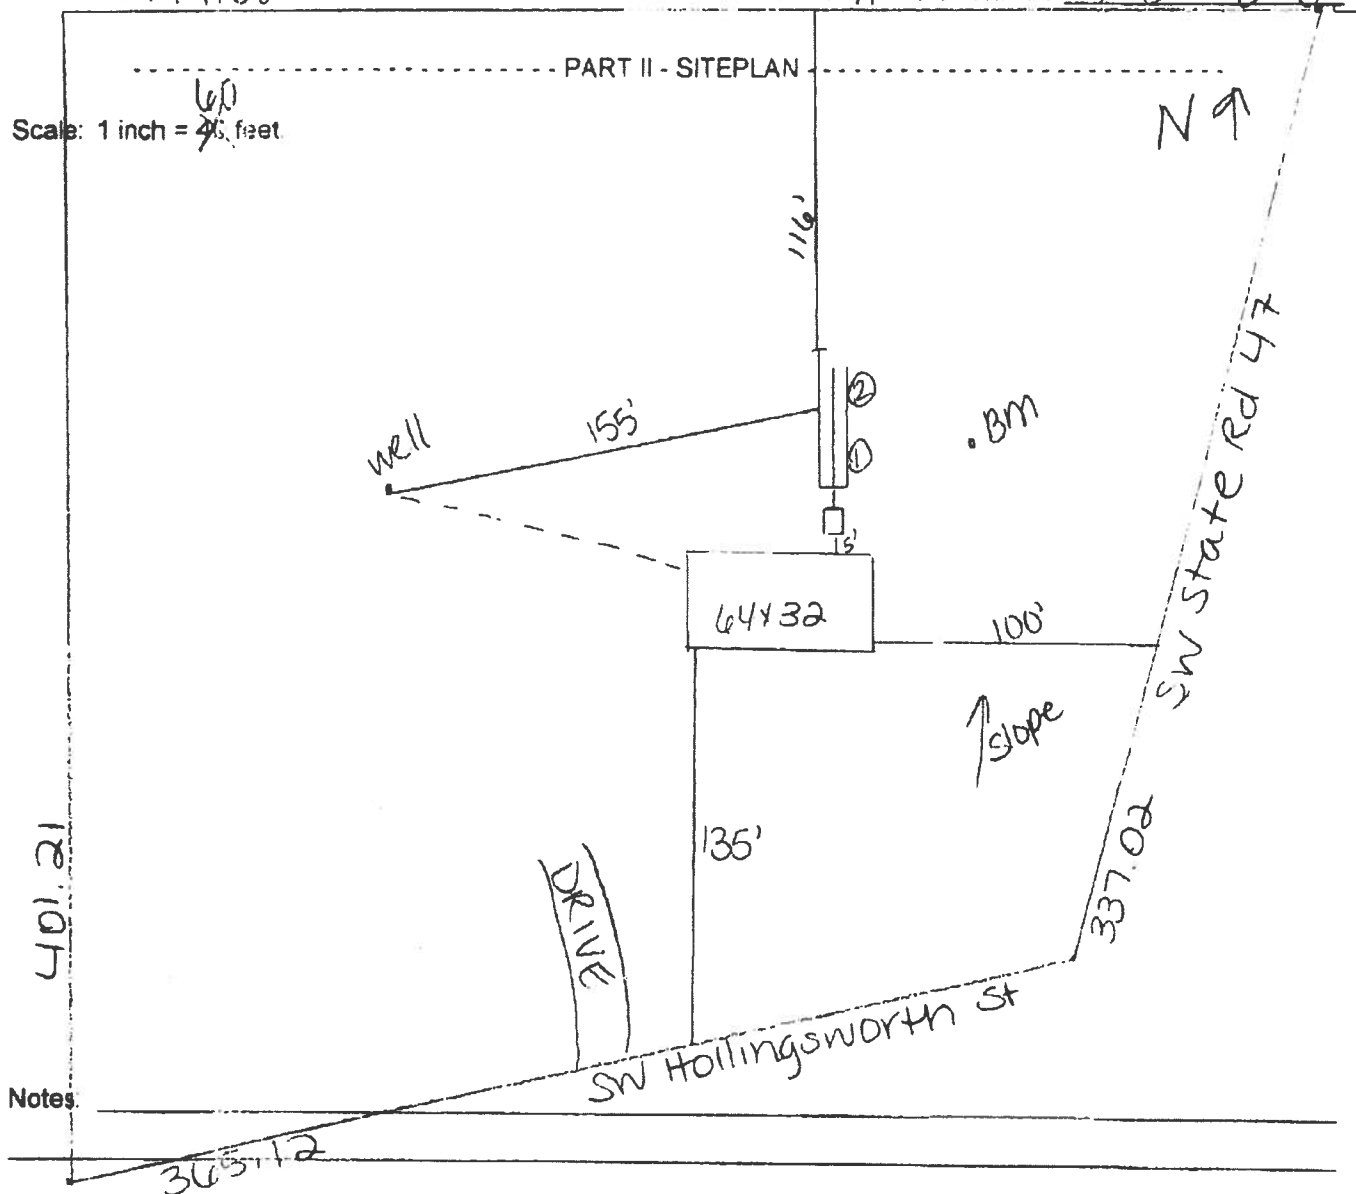 PART II - SITEPLAN
60
Scale: 1 inch = feet
N
116'
SW State Rd 47
②
155'
. BM
well
①
5'
64x32
100'
slope
135'
337.02
401.21
DRIVE
SW Hollingsworth St
Notes:
365.12